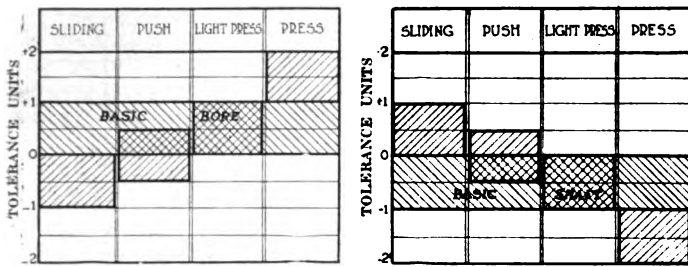 SLIDING PUSH LIGHT PRESS PRESS
+2
+1
BASIC BORE
0
-1
-2
TOLERANCE UNITS
SLIDING PUSH LIGHT PRESS PRESS
-2
+1
0
BASIC SHAFT
-1
-2
TOLERANCE UNITS